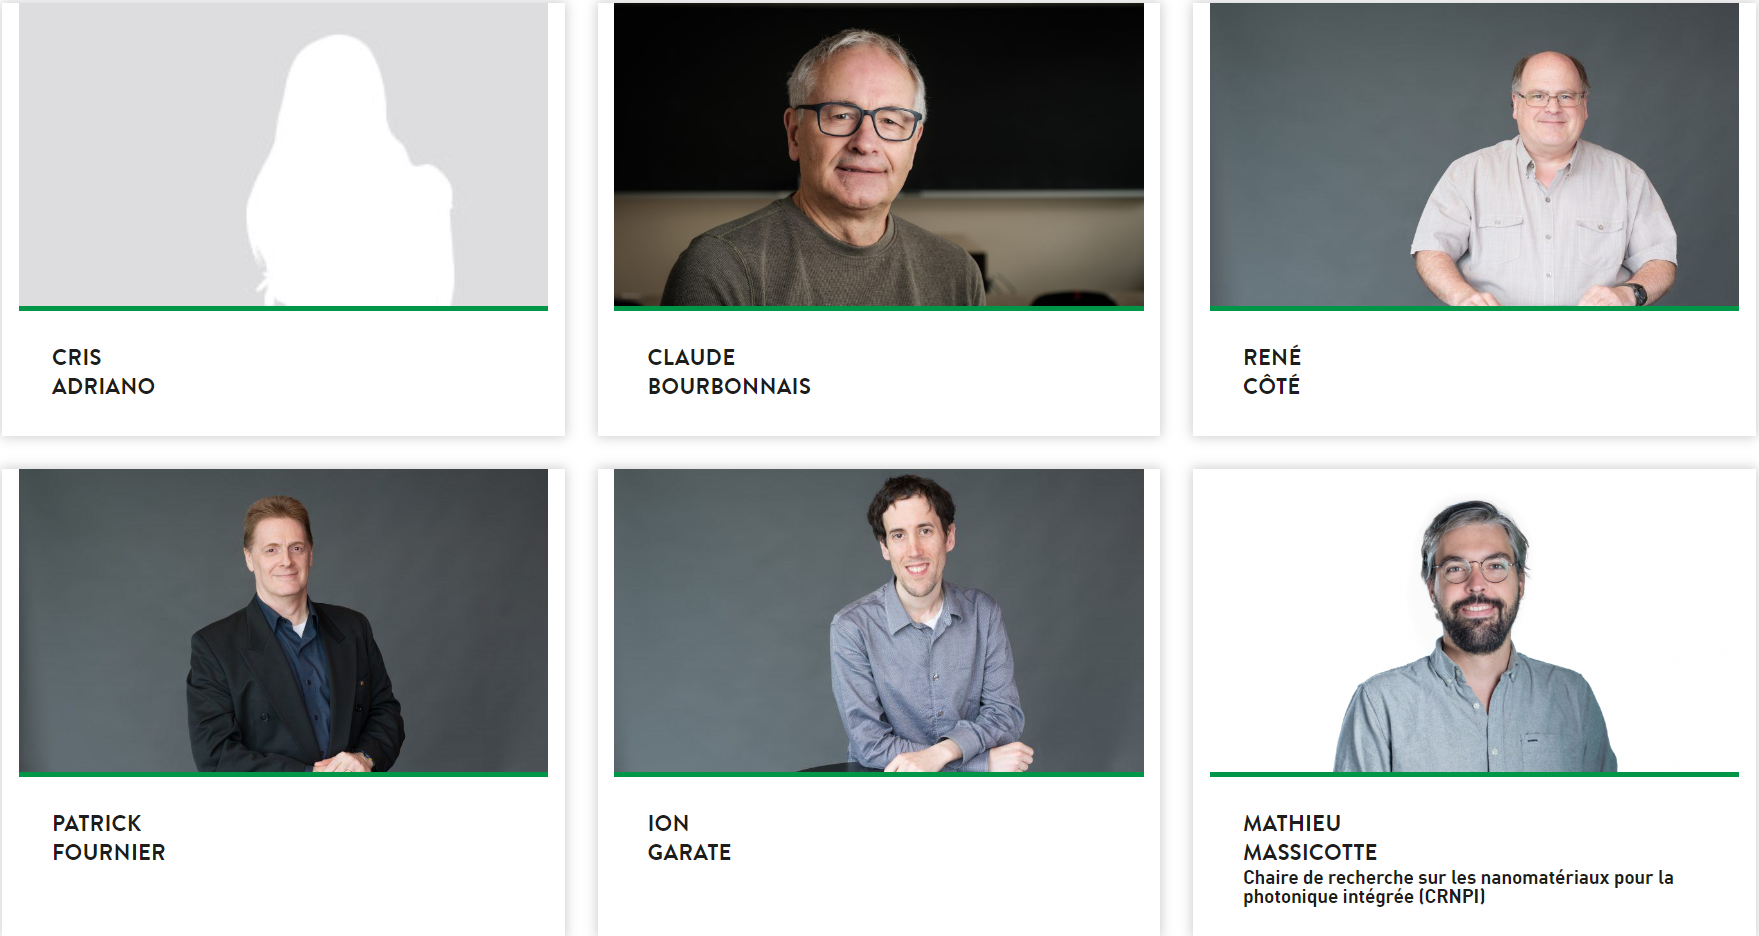 CRIS
ADRIANO
CLAUDE
BOURBONNAIS
RENÉ
CÔTÉ
PATRICK
FOURNIER
ION
GARATE
MATHIEU
MASSICOTTE
Chaire de recherche sur les nanomatériaux pour la
photonique intégrée (CRNPI)